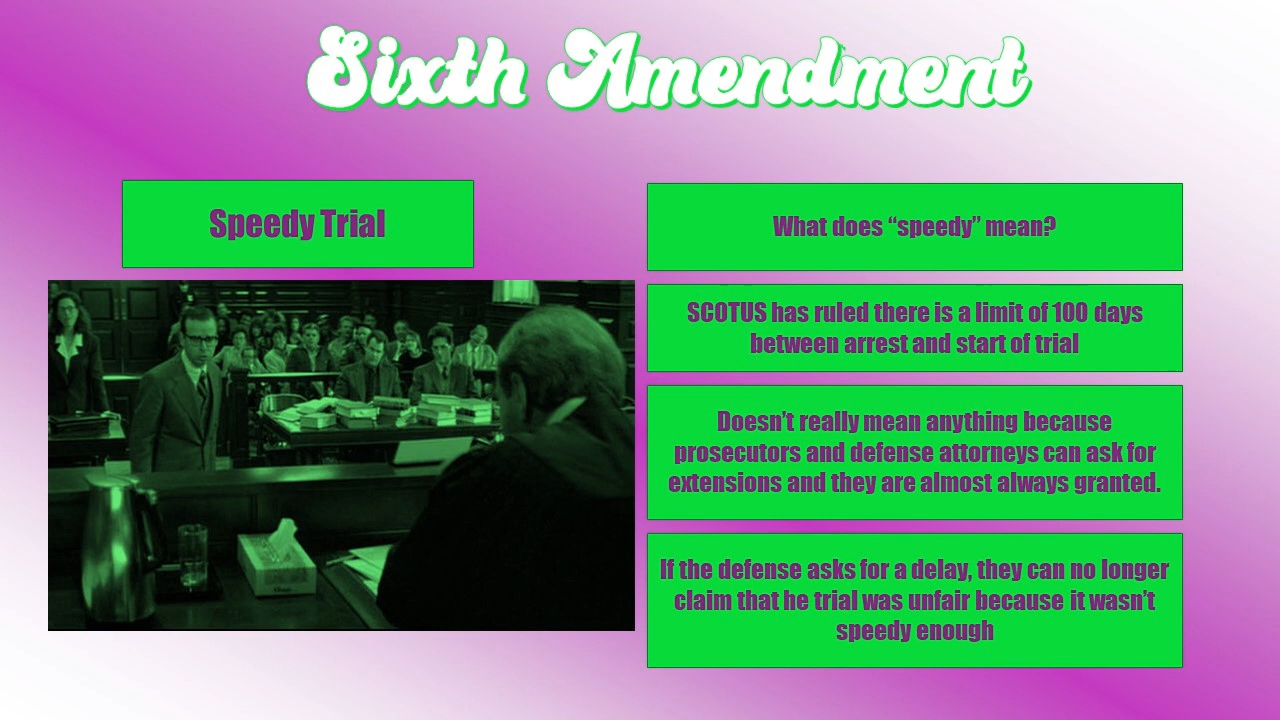 Sixth Amendment
Speedy Trial
What does “speedy” mean?
SCOTUS has ruled there is a limit of 100 days
between arrest and start of trial
Doesn’t really mean anything because
prosecutors and defense attorneys can ask for
extensions and they are almost always granted.
If the defense asks for a delay, they can no longer
claim that he trial was unfair because it wasn’t
speedy enough